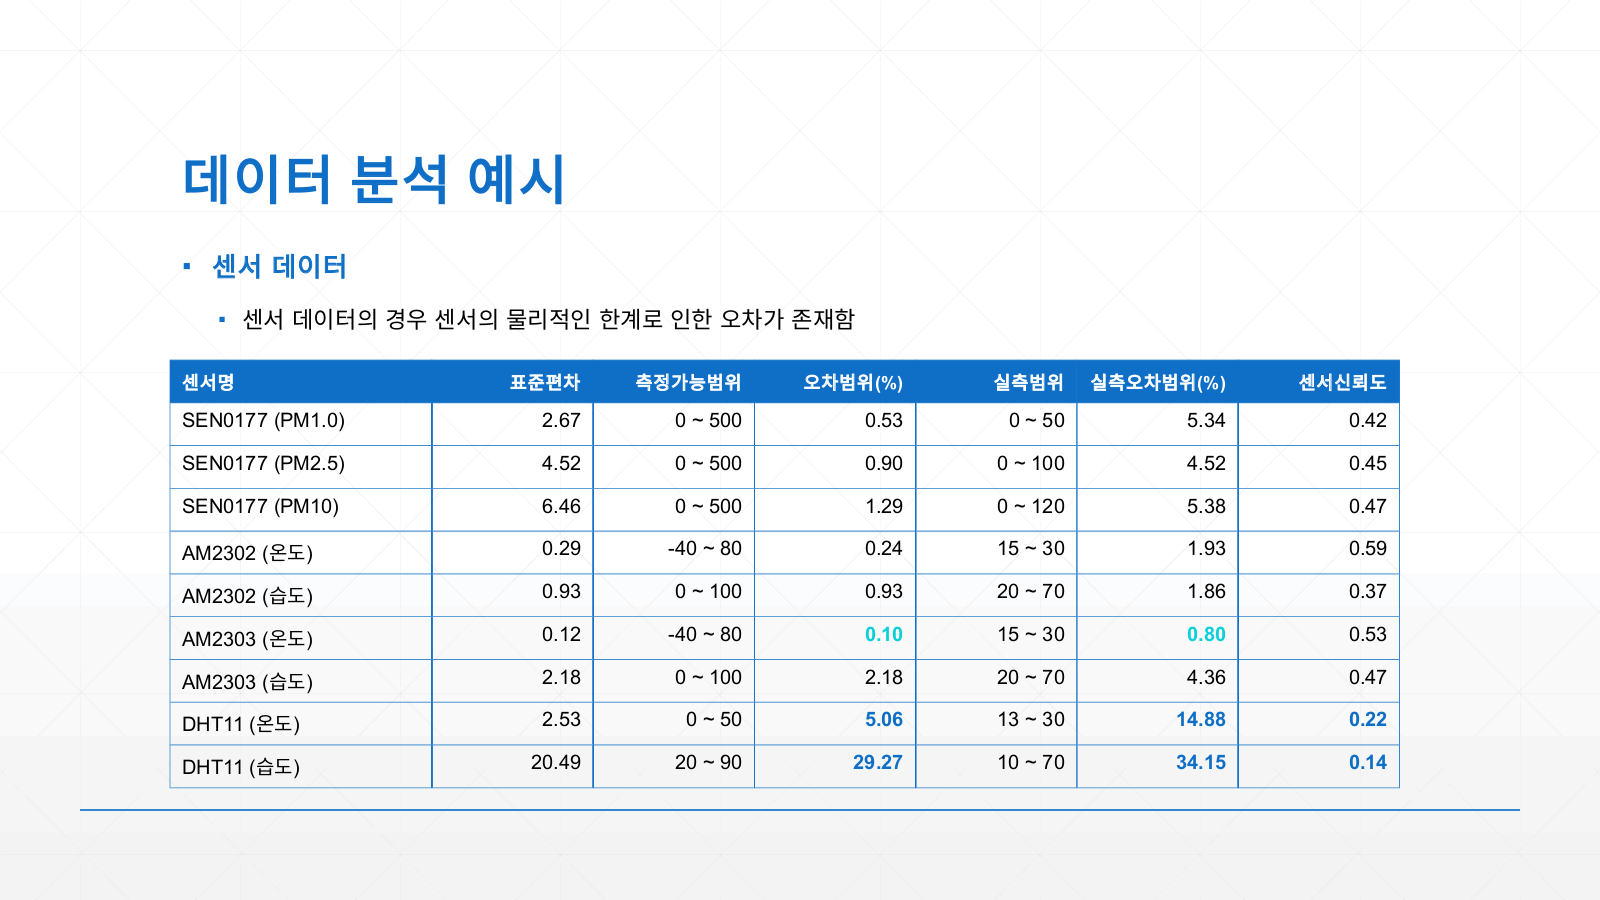 데이터 분석 예시
▪ 센서 데이터
▪ 센서 데이터의 경우 센서의 물리적인 한계로 인한 오차가 존재함
센서명 표준편차 측정가능범위 오차범위(%) 실측범위 실측오차범위(%) 센서신뢰도
SEN0177 (PM1.0) 2.67 0 ~ 500 0.53 0 ~ 50 5.34 0.42
SEN0177 (PM2.5) 4.52 0 ~ 500 0.90 0 ~ 100 4.52 0.45
SEN0177 (PM10) 6.46 0 ~ 500 1.29 0 ~ 120 5.38 0.47
AM2302 (온도) 0.29 -40 ~ 80 0.24 15 ~ 30 1.93 0.59
AM2302 (습도) 0.93 0 ~ 100 0.93 20 ~ 70 1.86 0.37
AM2303 (온도) 0.12 -40 ~ 80 0.10 15 ~ 30 0.80 0.53
AM2303 (습도) 2.18 0 ~ 100 2.18 20 ~ 70 4.36 0.47
DHT11 (온도) 2.53 0 ~ 50 5.06 13 ~ 30 14.88 0.22
DHT11 (습도) 20.49 20 ~ 90 29.27 10 ~ 70 34.15 0.14